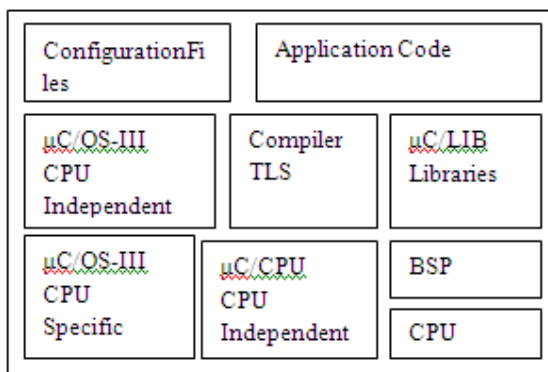 ConfigurationFi
les
Application Code
µC/OS-III
CPU
Independent
Compiler
TLS
µC/LIB
Libraries
µC/OS-III
CPU
Specific
µC/CPU
CPU
Independent
BSP
CPU